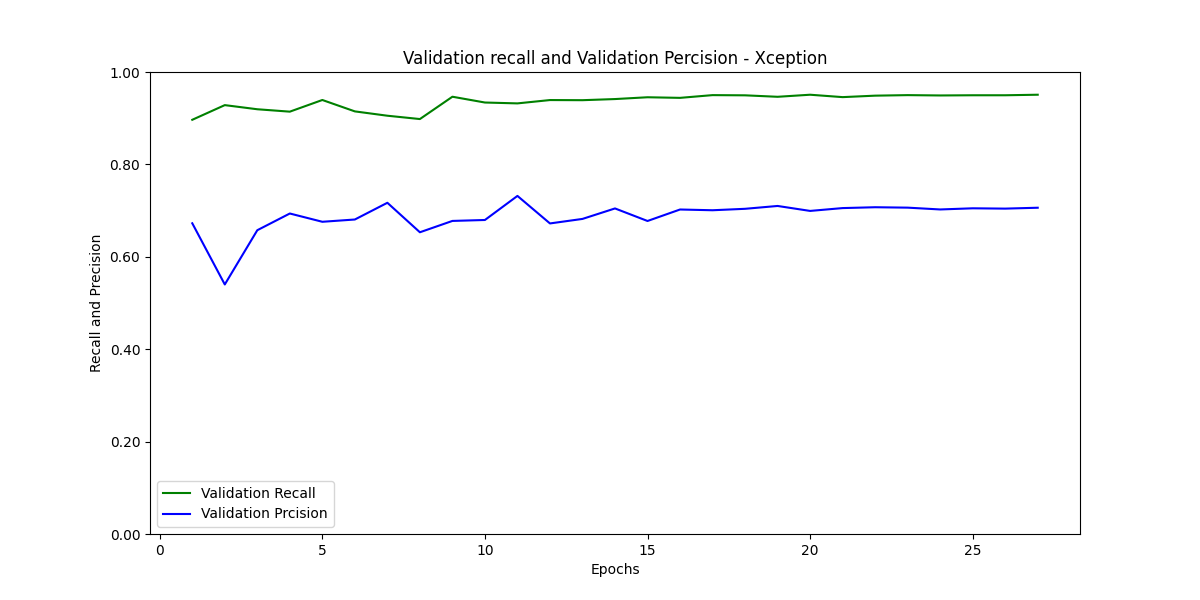 Validation recall and Validation Percision - Xception
1.00
0.80
0.60
0.40
0.20
0.00
Recall and Precision
Validation Recall
Validation Prcision
0 5 10 15 20 25
Epochs